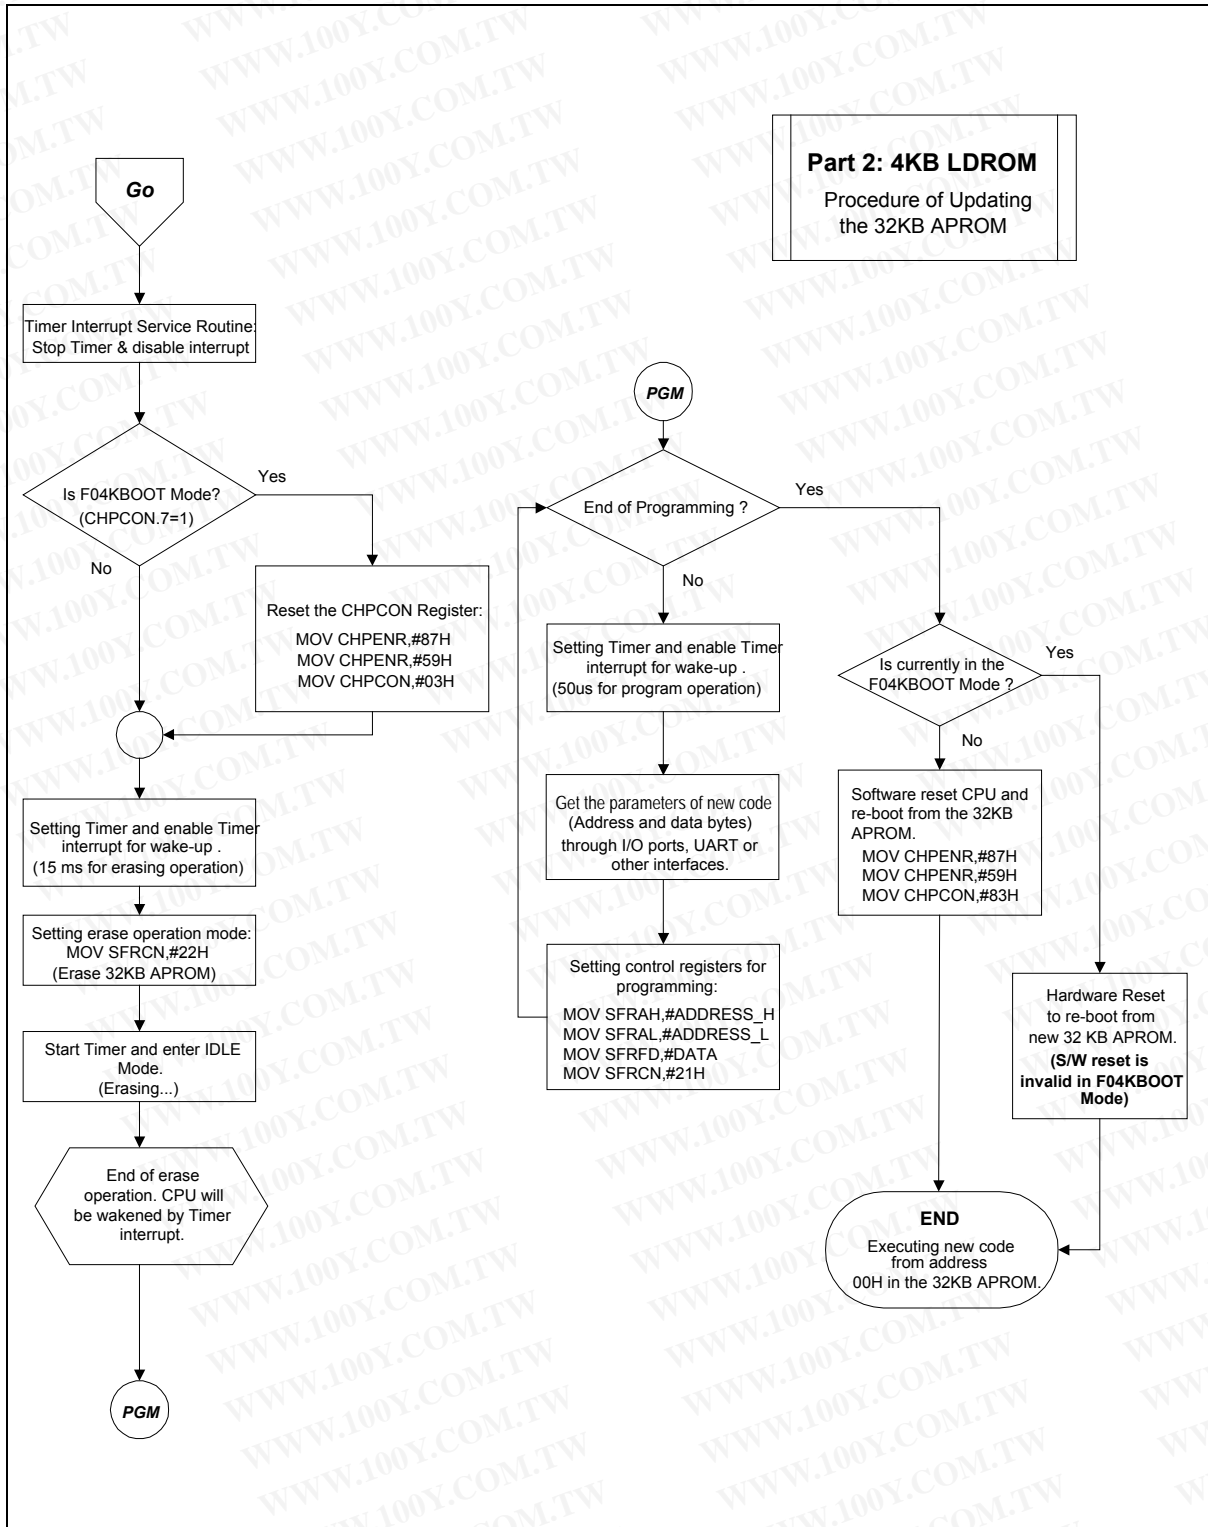 Part 2: 4KB LDROM
Procedure of Updating
the 32KB APROM
Go
Timer Interrupt Service Routine:
Stop Timer & disable interrupt
Is F04KBOOT Mode?
(CHPCON.7=1)
Yes
No
Reset the CHPCON Register:
MOV CHPENR,#87H
MOV CHPENR,#59H
MOV CHPCON,#03H
Setting Timer and enable Timer
interrupt for wake-up .
(15 ms for erasing operation)
Setting erase operation mode:
MOV SFRCN,#22H
(Erase 32KB APROM)
Start Timer and enter IDLE
Mode.
(Erasing...)
End of erase
operation. CPU will
be wakened by Timer
interrupt.
PGM
PGM
End of Programming ?
Yes
No
Setting Timer and enable Timer
interrupt for wake-up .
(50us for program operation)
Get the parameters of new code
(Address and data bytes)
through I/O ports, UART or
other interfaces.
Setting control registers for
programming:
MOV SFRAH,#ADDRESS_H
MOV SFRAL,#ADDRESS_L
MOV SFRFD,#DATA
MOV SFRCN,#21H
Is currently in the
F04KBOOT Mode ?
Yes
No
Software reset CPU and
re-boot from the 32KB
APROM.
MOV CHPENR,#87H
MOV CHPENR,#59H
MOV CHPCON,#83H
Hardware Reset
to re-boot from
new 32 KB APROM.
(S/W reset is
invalid in F04KBOOT
Mode)
END
Executing new code
from address
00H in the 32KB APROM.
WWW.100Y.COM.TW